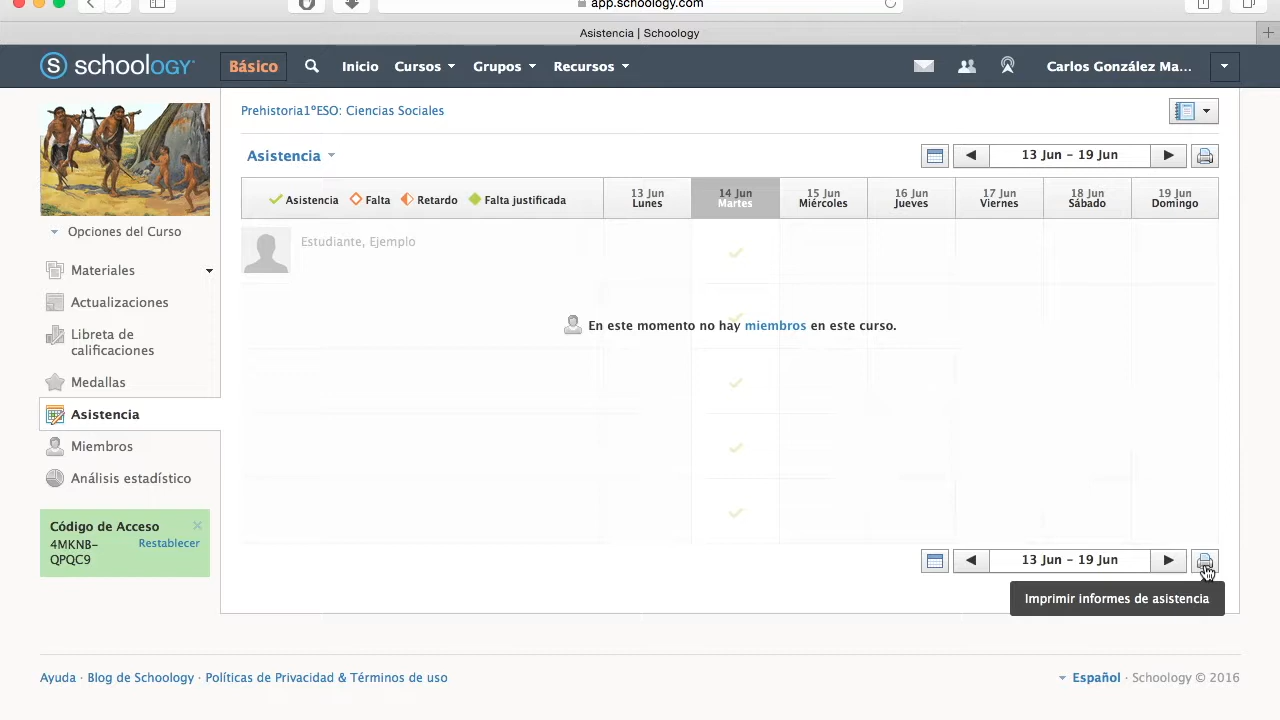 app.schoology.com
Asistencia | Schoology
S schoology Básico Inicio Cursos Grupos Recursos Carlos González Ma...
Prehistoria1ºESO: Ciencias Sociales
Asistencia 13 Jun - 19 Jun
Asistencia Falta Retardo Falta justificada
13 Jun Lunes
14 Jun Martes
15 Jun Miércoles
16 Jun Jueves
17 Jun Viernes
18 Jun Sábado
19 Jun Domingo
Estudiante, Ejemplo
En este momento no hay miembros en este curso.
13 Jun - 19 Jun
Imprimir informes de asistencia
Opciones del Curso
Materiales
Actualizaciones
Libreta de
calificaciones
Medallas
Asistencia
Miembros
Análisis estadístico
Código de Acceso
4MKNB- Restablecer
QPQC9
Ayuda · Blog de Schoology · Políticas de Privacidad & Términos de uso Español · Schoology © 2016